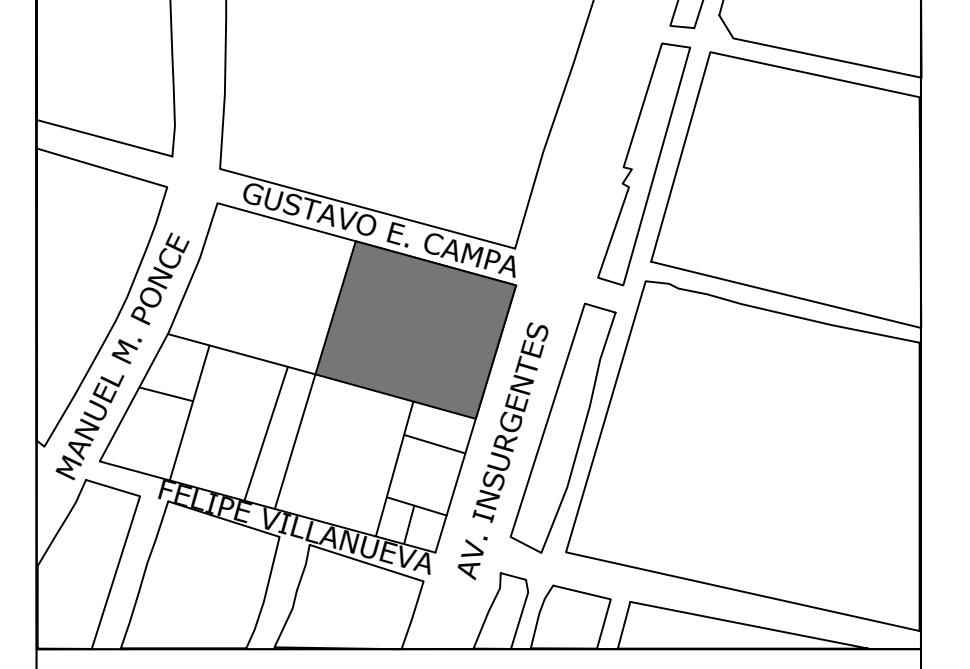 GUSTAVO E. CAMPA
MANUEL M. PONCE
AV. INSURGENTES
FELIPE VILLANUEVA